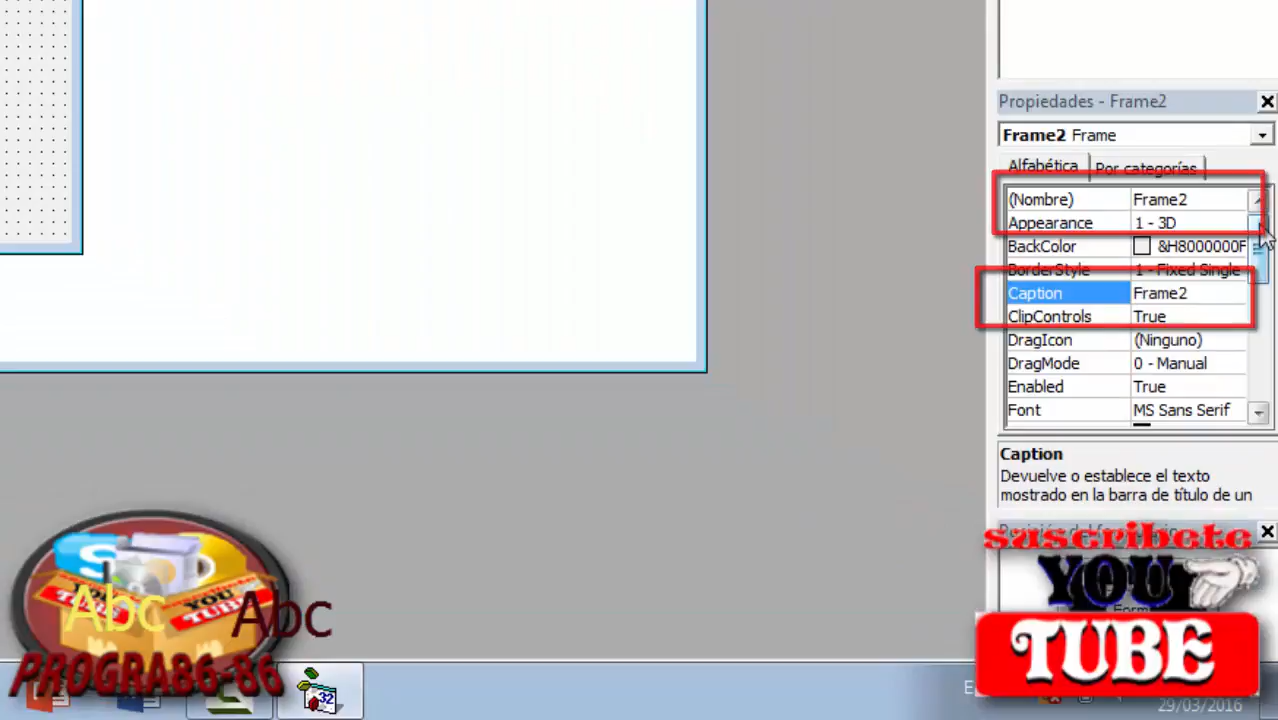 Propiedades - Frame2
Frame2 Frame
Alfabética Por categorías
(Nombre) Frame2
Appearance 1 - 3D
BackColor &H8000000F
BorderStyle 1 - Fixed Single
Caption Frame2
ClipControls True
DragIcon (Ninguno)
DragMode 0 - Manual
Enabled True
Font MS Sans Serif
Caption
Devuelve o establece el texto
mostrado en la barra de título de un
suscribete
YOU
TUBE
Abc Abc
PROGRA86-86
32
29/03/2016